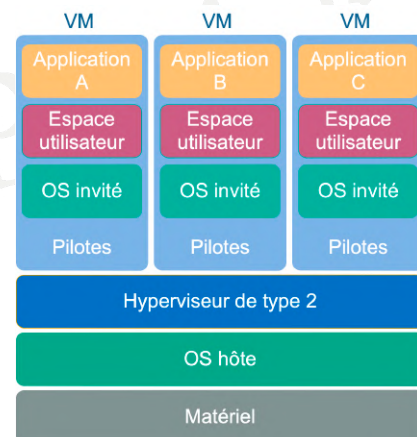 VM VM VM
Application Application Application
A B C
Espace Espace Espace
utilisateur utilisateur utilisateur
OS invité OS invité OS invité
Pilotes Pilotes Pilotes
Hyperviseur de type 2
OS hôte
Matériel